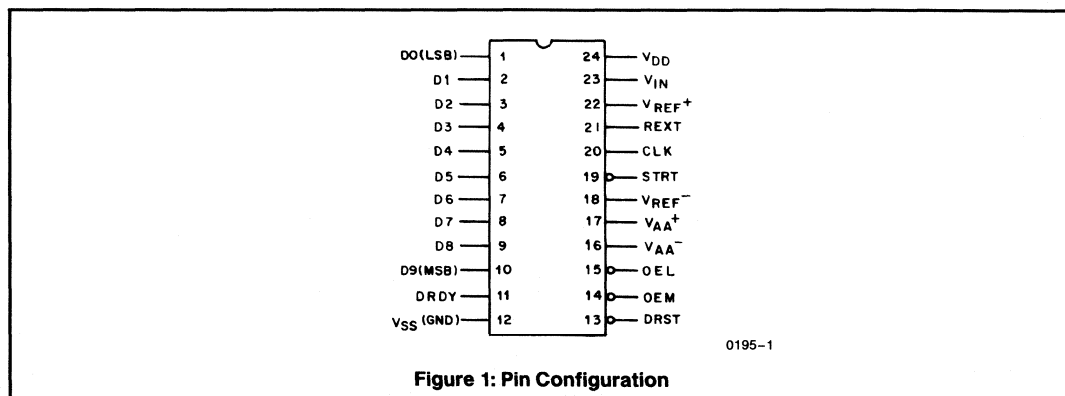 D0(LSB) 1 24 VDD
D1 2 23 VIN
D2 3 22 VREF+
D3 4 21 REXT
D4 5 20 CLK
D5 6 19 STRT
D6 7 18 VREF−
D7 8 17 VAA+
D8 9 16 VAA−
D9(MSB) 10 15 OEL
DRDY 11 14 OEM
VSS (GND) 12 13 DRST
0195–1
Figure 1: Pin Configuration